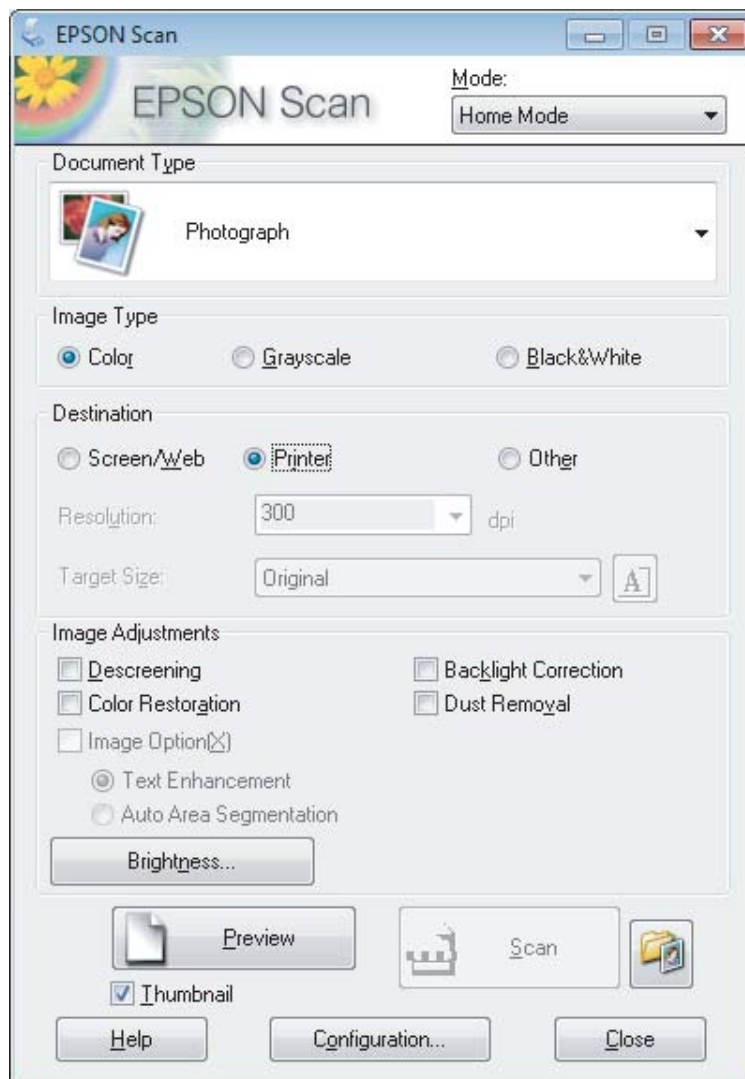 EPSON Scan
EPSON Scan
Mode:
Home Mode
Document Type
Photograph
Image Type
Color Grayscale Black&White
Destination
Screen/Web Printer Other
Resolution: 300 dpi
Target Size: Original A
Image Adjustments
Descreening Backlight Correction
Color Restoration Dust Removal
Image Option(X)
Text Enhancement
Auto Area Segmentation
Brightness...
Preview Scan
Thumbnail
Help Configuration... Close